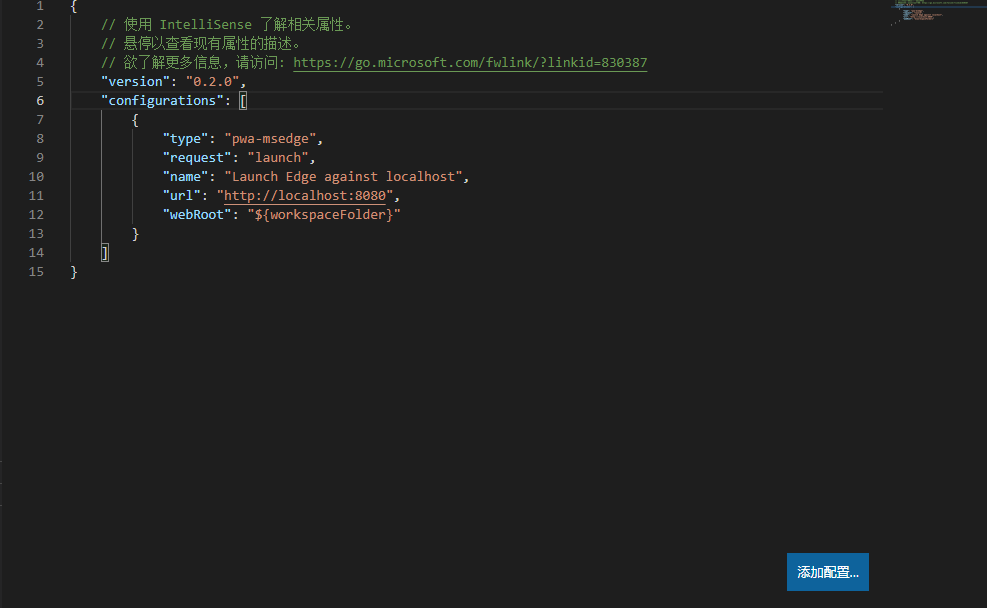 1 {
2 // 使用 IntelliSense 了解相关属性。
3 // 悬停以查看现有属性的描述。
4 // 欲了解更多信息，请访问: https://go.microsoft.com/fwlink/?linkid=830387
5 "version": "0.2.0",
6 "configurations": [
7 {
8 "type": "pwa-msedge",
9 "request": "launch",
10 "name": "Launch Edge against localhost",
11 "url": "http://localhost:8080",
12 "webRoot": "${workspaceFolder}"
13 }
14 ]
15 }
添加配置...